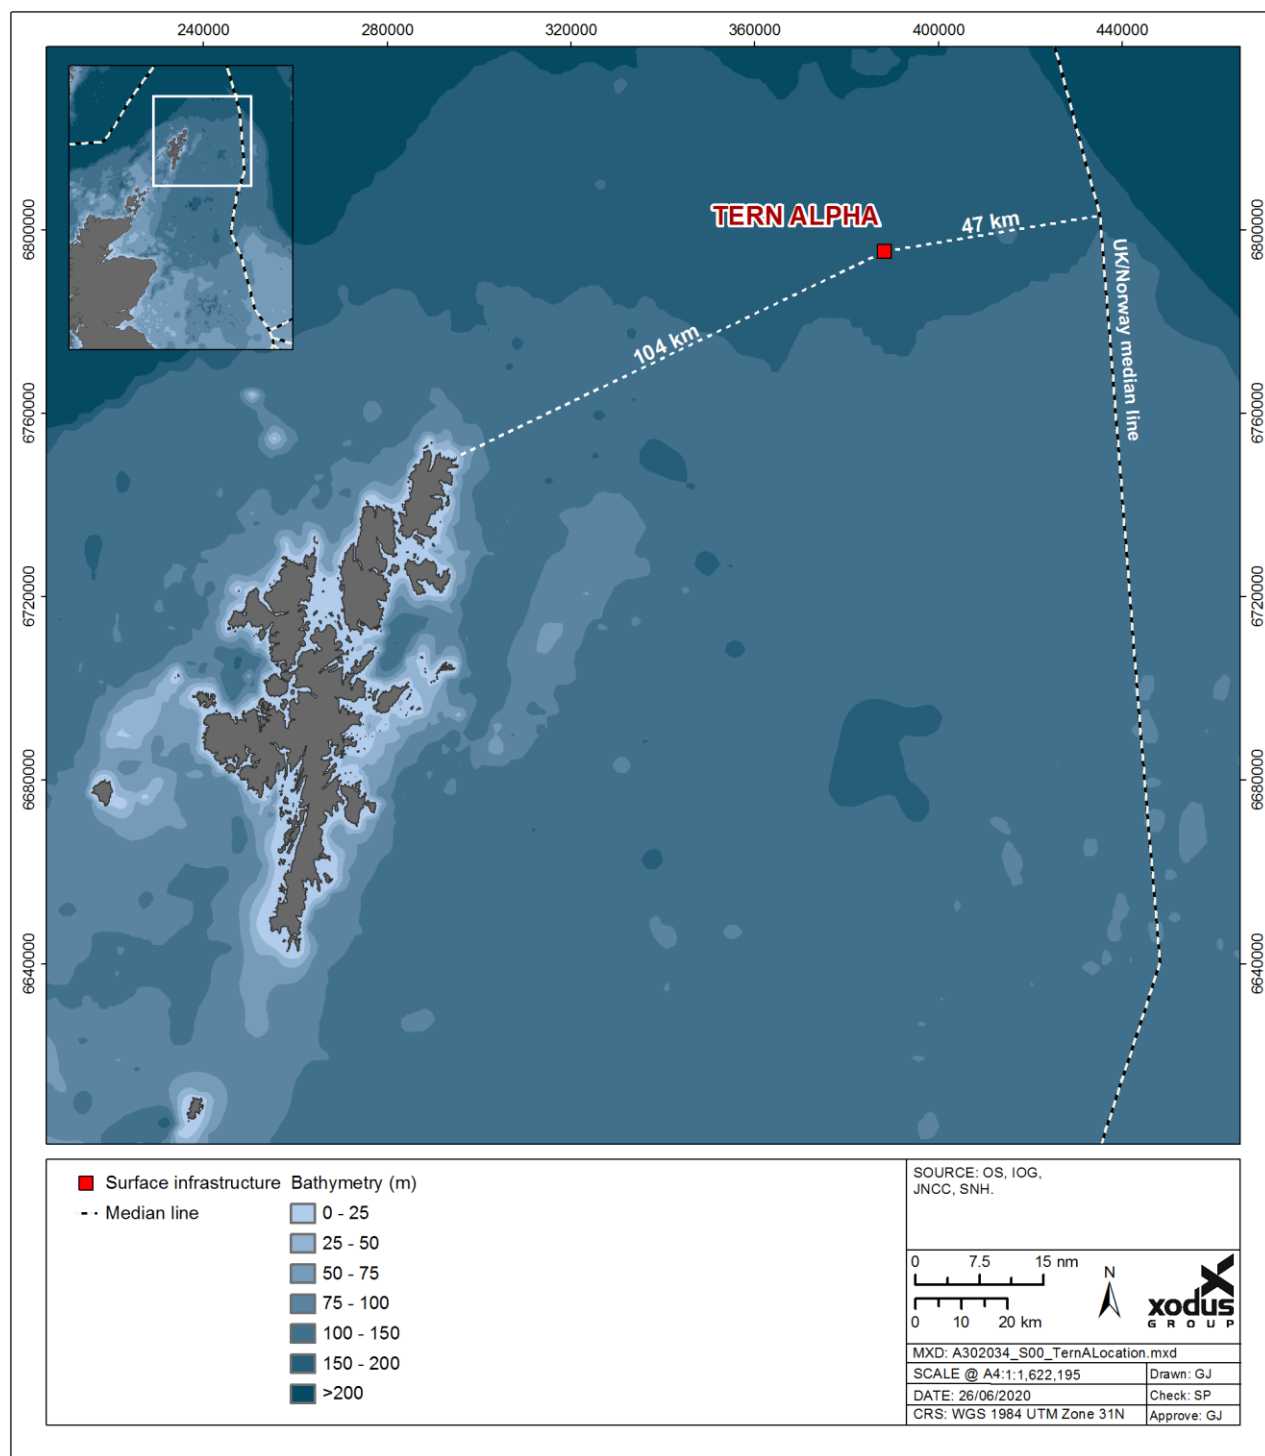 240000 280000 320000 360000 400000 440000
6800000 6800000
6760000 6760000
6720000 6720000
6680000 6680000
6640000 6640000
TERN ALPHA
47 km
104 km
UK/Norway median line
Surface infrastructure
Median line
Bathymetry (m)
0 - 25
25 - 50
50 - 75
75 - 100
100 - 150
150 - 200
>200
SOURCE: OS, IOG,
JNCC, SNH.
0 7.5 15 nm
0 10 20 km
N
xodus
GROUP
MXD: A302034_S00_TernALocation.mxd
SCALE @ A4:1:1,622,195
Drawn: GJ
DATE: 26/06/2020
Check: SP
CRS: WGS 1984 UTM Zone 31N
Approve: GJ